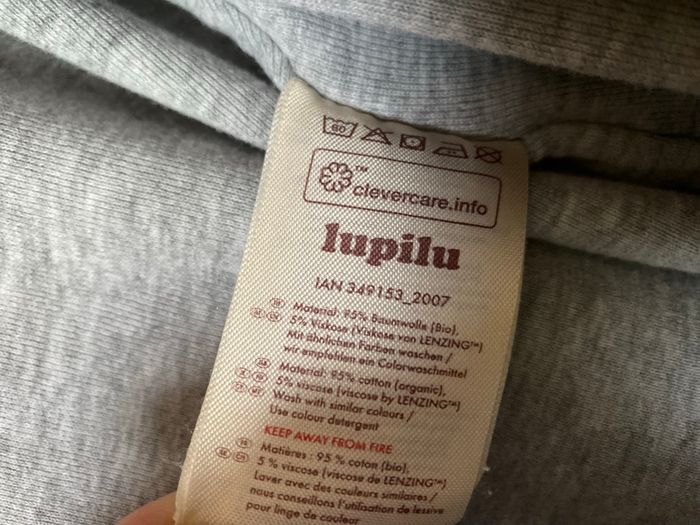 60
™
clevercare.info
lupilu
IAN 349153_2007
Material: 95% Baumwolle (Bio),
5% Viskose (Viskose von LENZING™)
Mit ähnlichen Farben waschen /
wir empfehlen ein Colorwaschmittel
Material: 95% cotton (organic),
5% viscose (viscose by LENZING™)
Wash with similar colours /
Use colour detergent
KEEP AWAY FROM FIRE
Matières : 95 % coton (bio),
5 % viscose (viscose de LENZING™)
Laver avec des couleurs similaires /
nous conseillons l'utilisation de lessive
pour linge de couleur